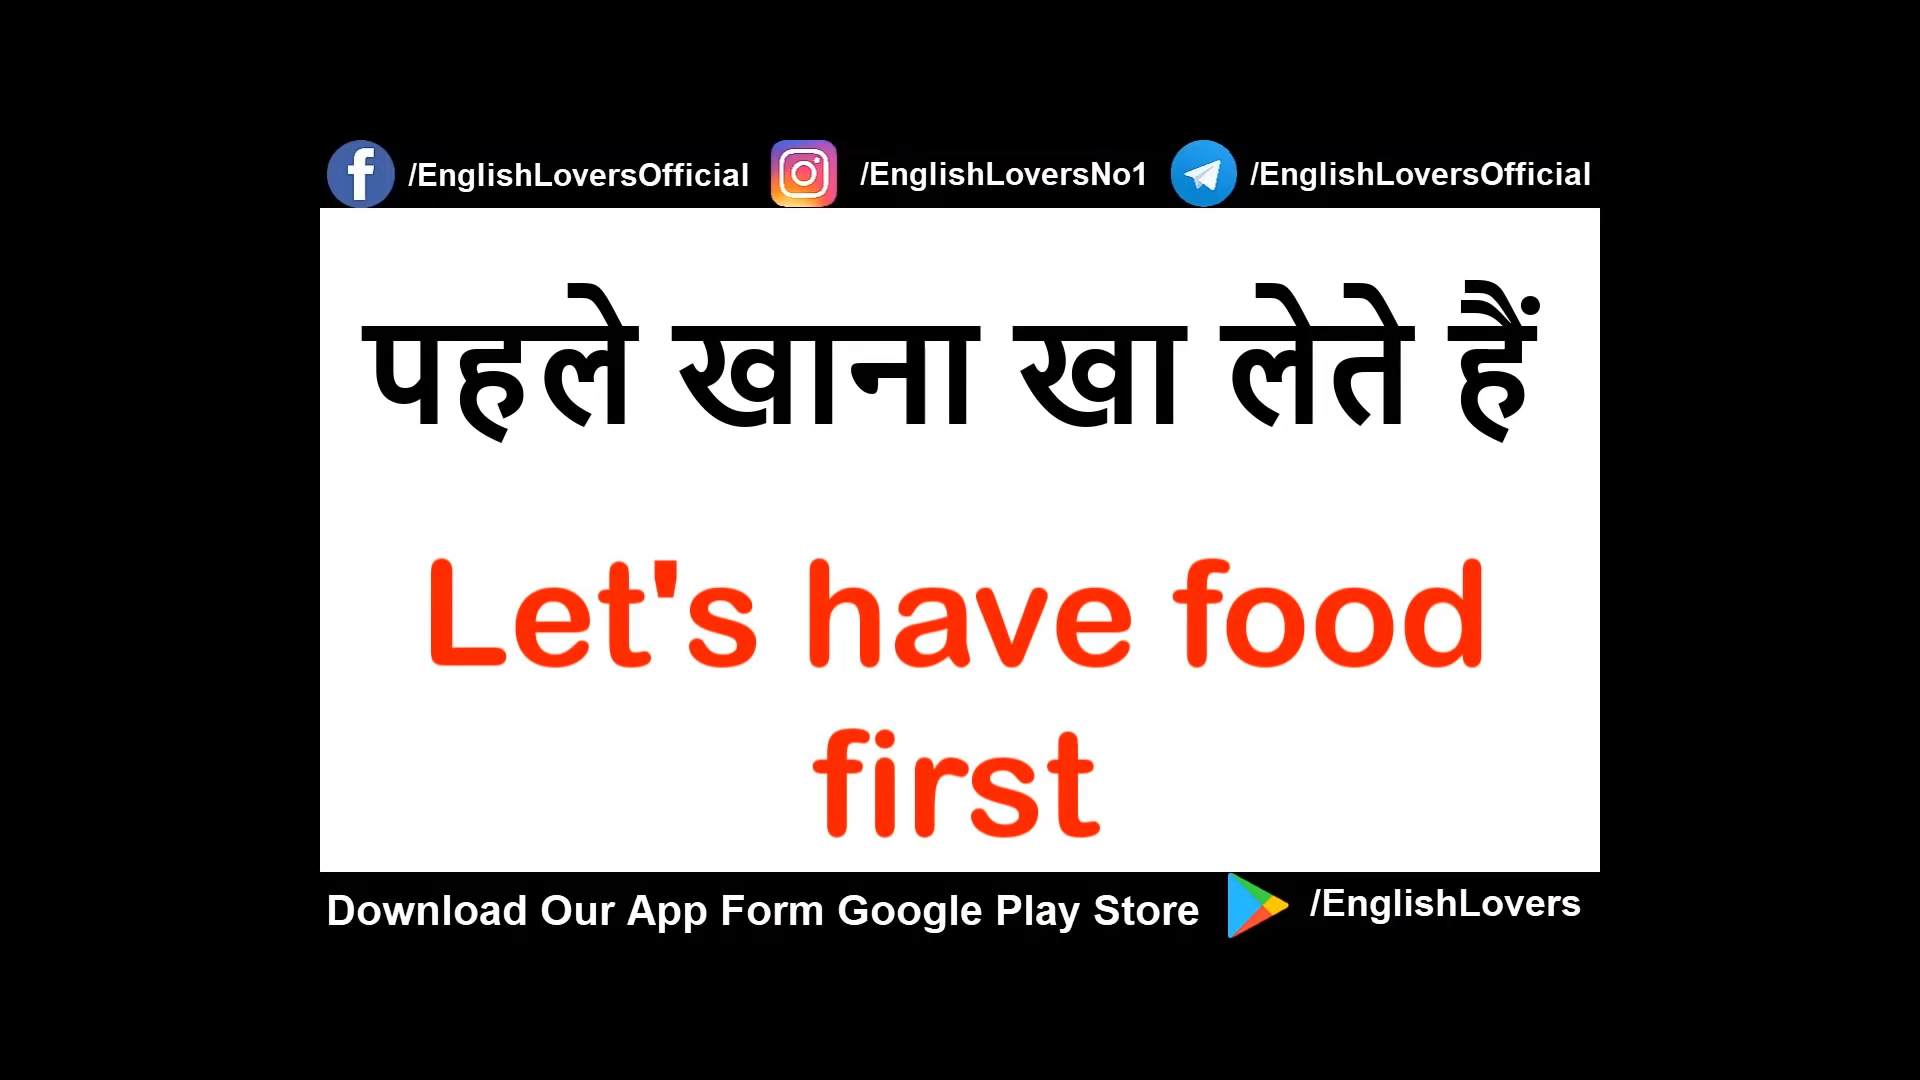 /EnglishLoversOfficial /EnglishLoversNo1 /EnglishLoversOfficial
पहले खाना खा लेते हैं
Let's have food
first
Download Our App Form Google Play Store /EnglishLovers